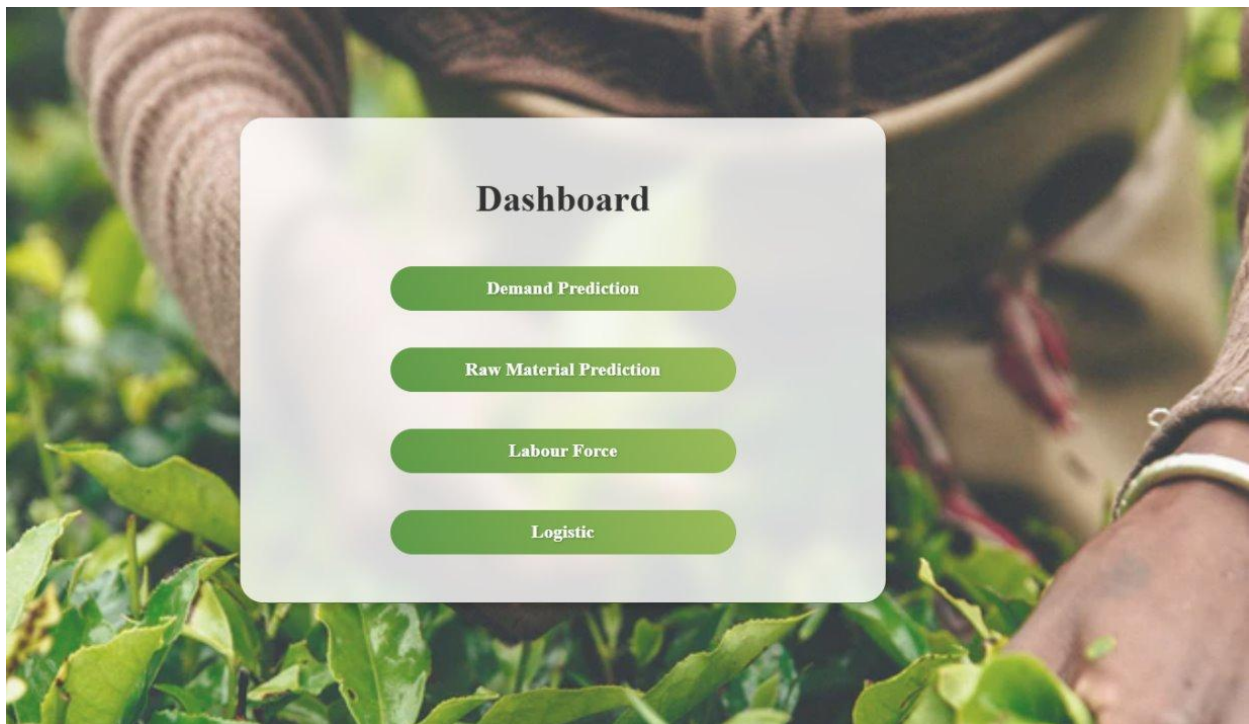 Dashboard
Demand Prediction
Raw Material Prediction
Labour Force
Logistic